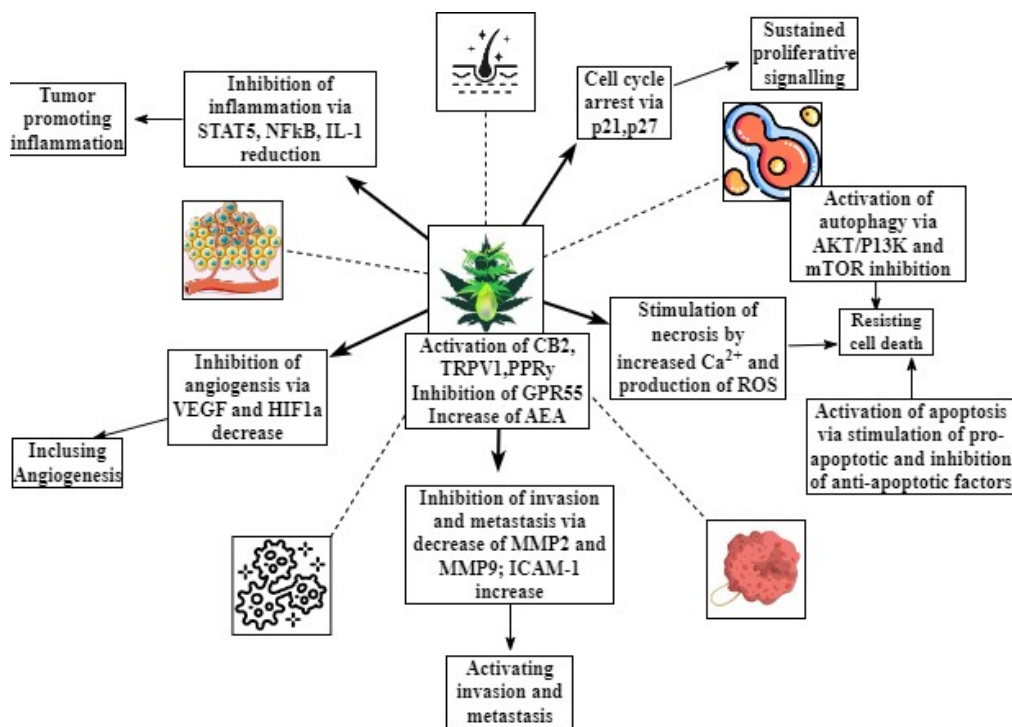 Sustained
proliferative
signalling
Inhibition of
inflammation via
STAT5, NFkB, IL-1
reduction
Tumor
promoting
inflammation
Cell cycle
arrest via
p21,p27
Activation of
autophagy via
AKT/P13K and
mTOR inhibition
Stimulation of
necrosis by
increased Ca²⁺ and
production of ROS
Resisting
cell death
Activation of CB2,
TRPV1,PPRy
Inhibition of GPR55
Increase of AEA
Inhibition of
angiogensis via
VEGF and HIF1a
decrease
Activation of apoptosis
via stimulation of pro-
apoptotic and inhibition
of anti-apoptotic factors
Inclusing
Angiogenesis
Inhibition of invasion
and metastasis via
decrease of MMP2 and
MMP9; ICAM-1
increase
Activating
invasion and
metastasis